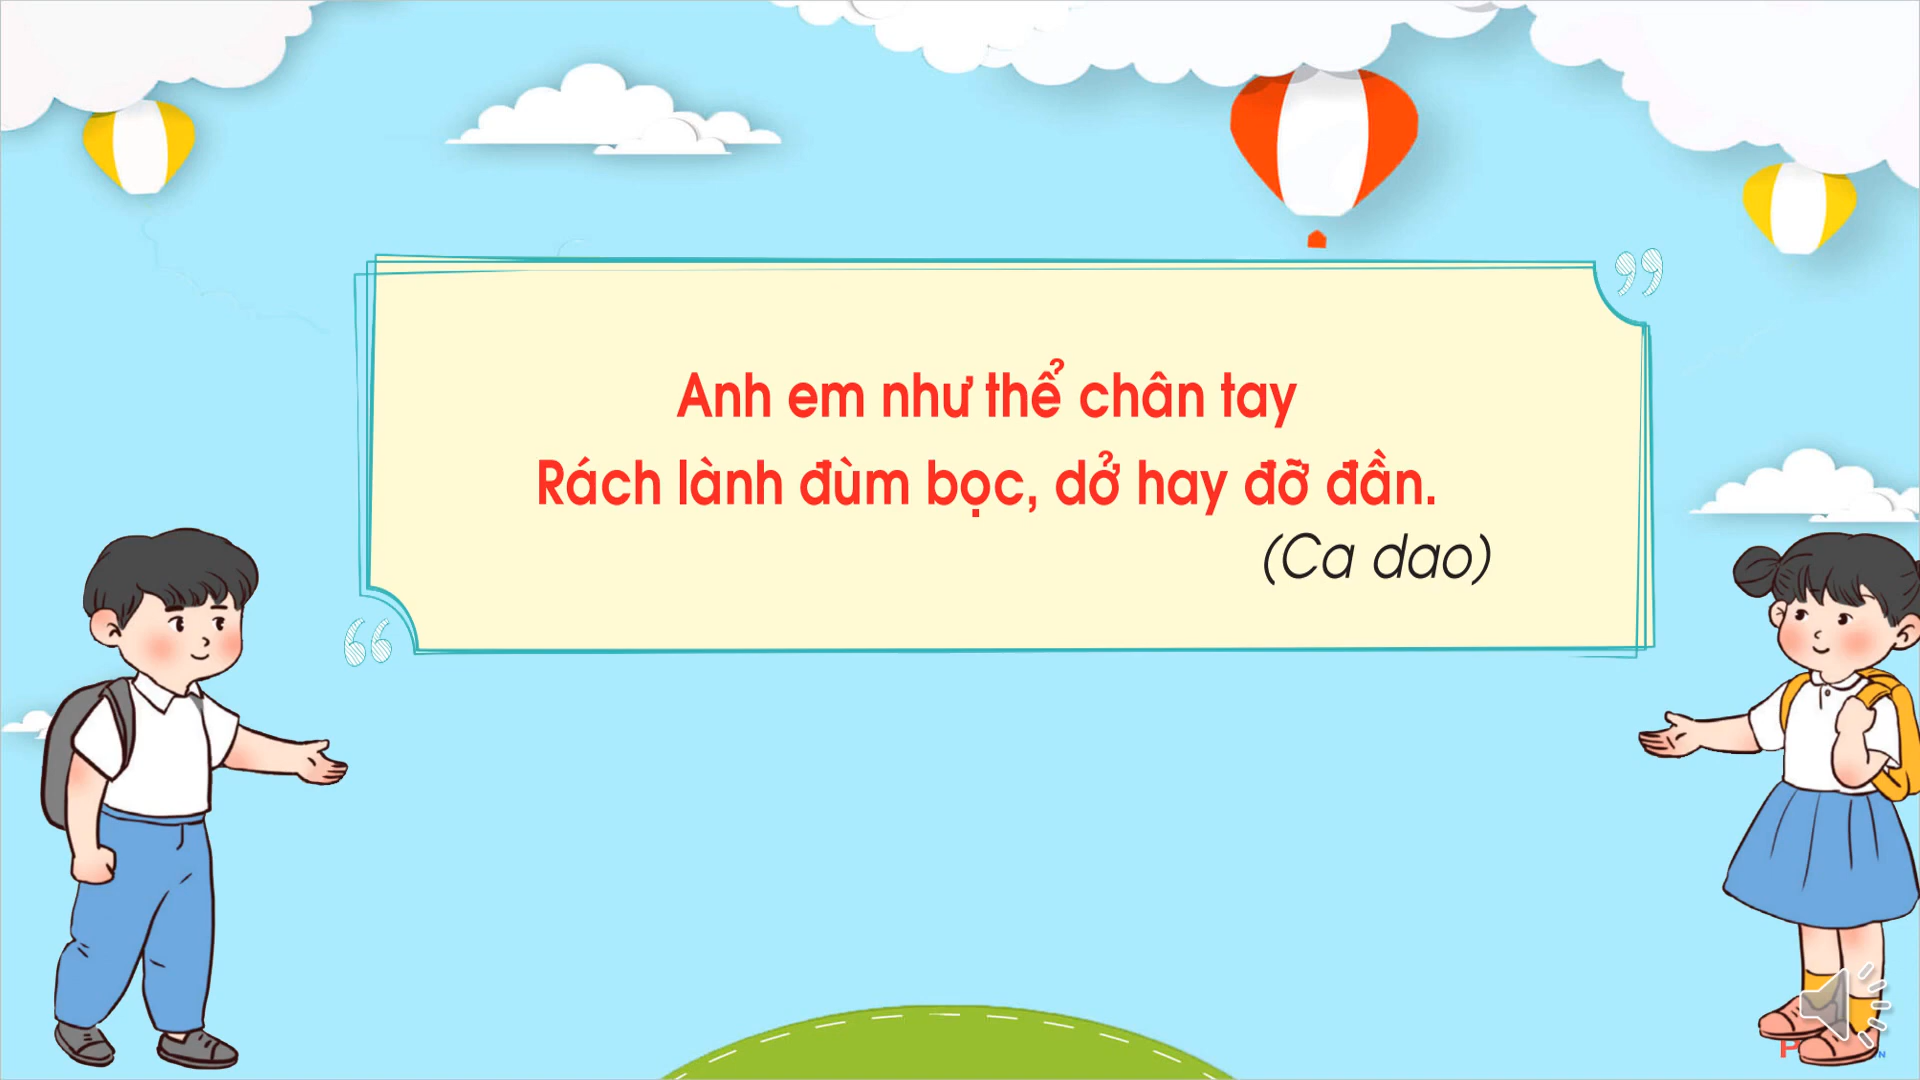 Anh em như thể chân tay
Rách lành đùm bọc, dở hay đỡ đần.
(Ca dao)